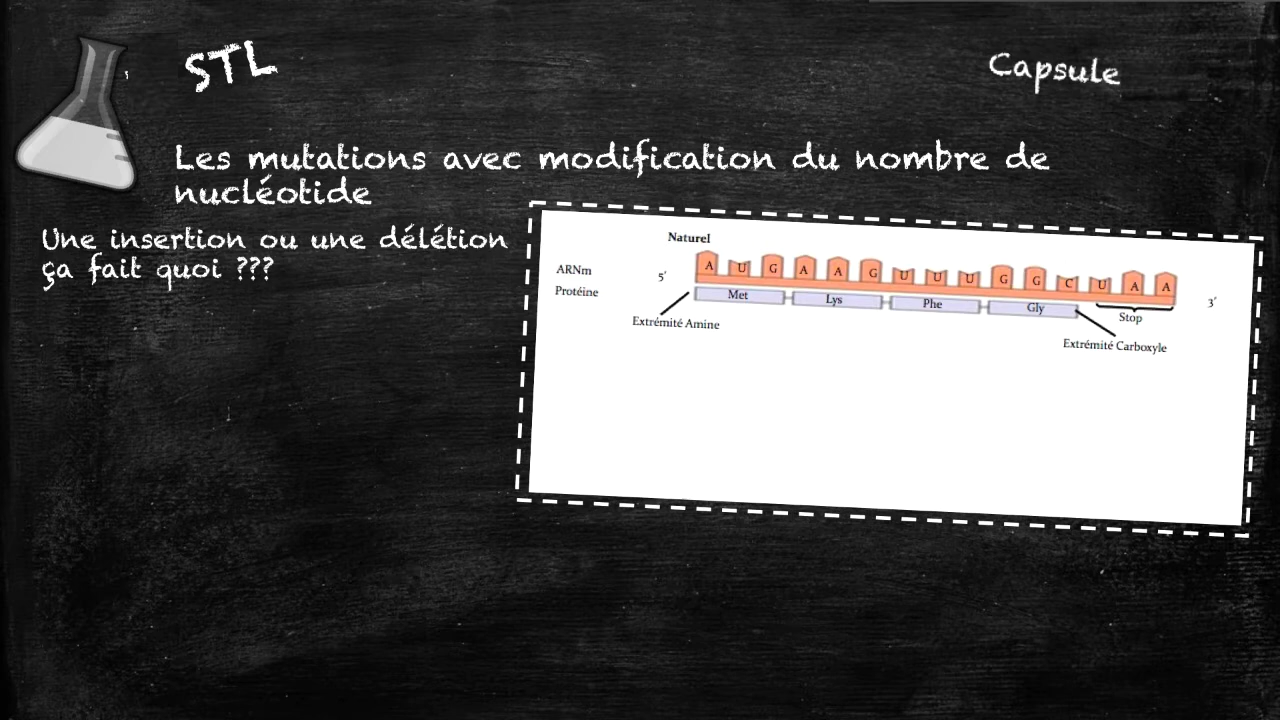 STL
Capsule
Les mutations avec modification du nombre de
nucléotide
Une insertion ou une délétion
ça fait quoi ???
Naturel
ARNm 5' A U G A A G U U U G G C U A A 3'
Protéine Met Lys Phe Gly Stop
Extrémité Amine
Extrémité Carboxyle